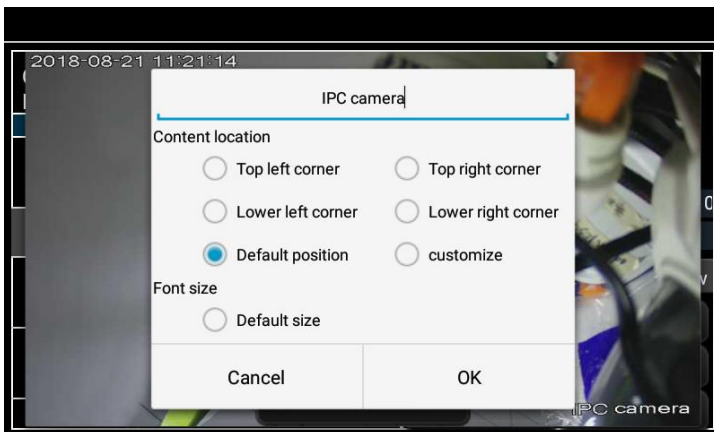 2018-08-21 11:21:14
IPC camera
Content location
Top left corner
Top right corner
Lower left corner
Lower right corner
Default position
customize
Font size
Default size
Cancel
OK
IPC camera